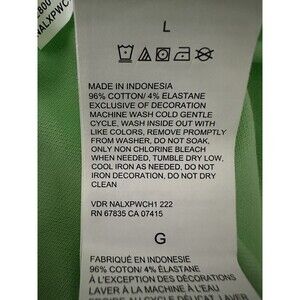 2800
NALXPWC
L
MADE IN INDONESIA
96% COTTON/ 4% ELASTANE
EXCLUSIVE OF DECORATION
MACHINE WASH COLD GENTLE
CYCLE, WASH INSIDE OUT WITH
LIKE COLORS, REMOVE PROMPTLY
FROM WASHER, DO NOT SOAK,
ONLY NON CHLORINE BLEACH
WHEN NEEDED, TUMBLE DRY LOW,
COOL IRON AS NEEDED, DO NOT
IRON DECORATION, DO NOT DRY
CLEAN
VDR NALXPWCH1 222
RN 67835 CA 07415
G
FABRIQUÉ EN INDONESIE
96% COTON/ 4% ÉLASTANE
À L'EXCEPTION DES DÉCORATIONS
LAVER À LA MACHINE À L'EAU